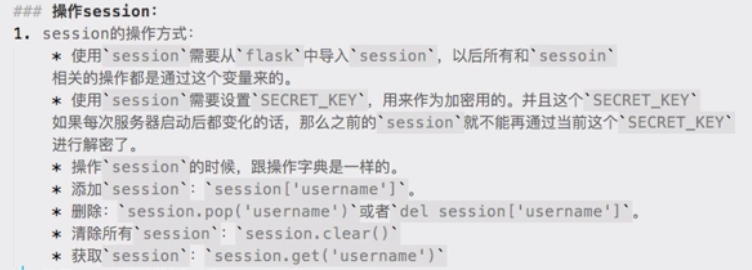 ### 操作session:
1. session的操作方式:
* 使用`session`需要从`flask`中导入`session`，以后所有和`sessoin`
相关的操作都是通过这个变量来的。
* 使用`session`需要设置`SECRET_KEY`，用来作为加密用的。并且这个`SECRET_KEY`
如果每次服务器启动后都变化的话，那么之前的`session`就不能再通过当前这个`SECRET_KEY`
进行解密了。
* 操作`session`的时候，跟操作字典是一样的。
* 添加`session`：`session['username']`。
* 删除：`session.pop('username')`或者`del session['username']`。
* 清除所有`session`：`session.clear()`
* 获取`session`：`session.get('username')`